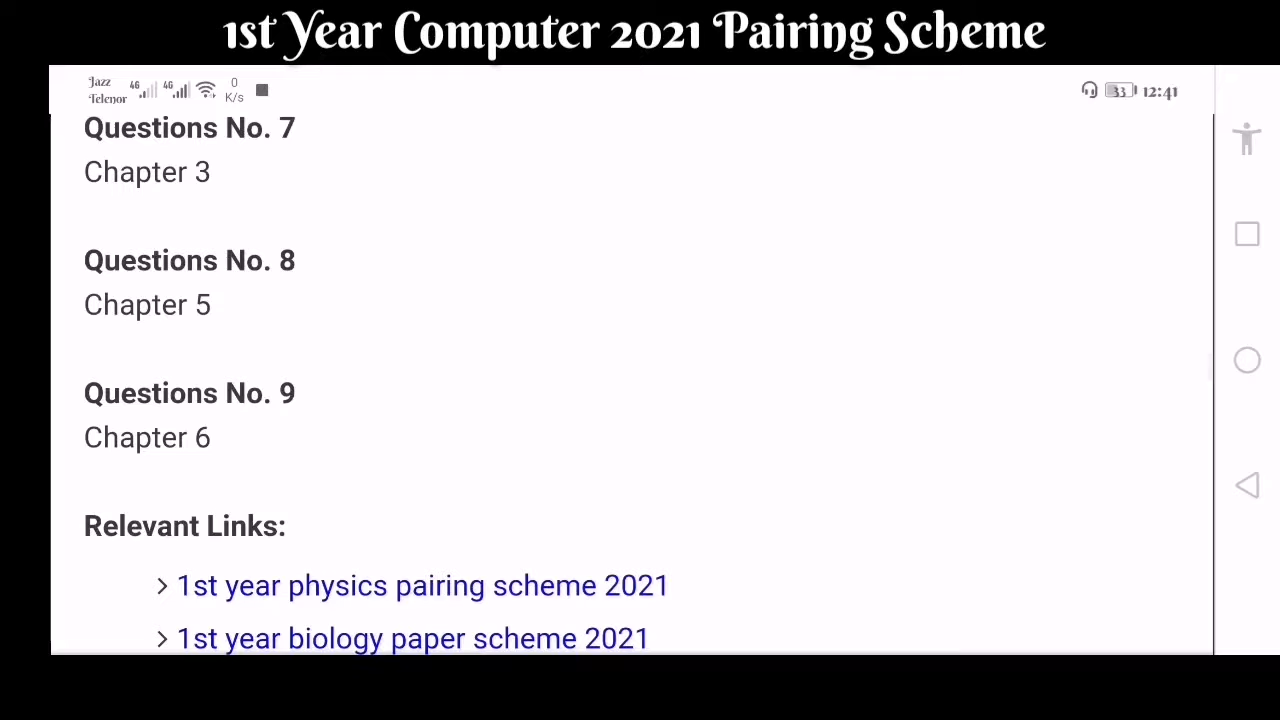 1st Year Computer 2021 Pairing Scheme
Jazz 4G 4G 0 33 12:41
Telenor K/s
Questions No. 7
Chapter 3
Questions No. 8
Chapter 5
Questions No. 9
Chapter 6
Relevant Links:
> 1st year physics pairing scheme 2021
> 1st year biology paper scheme 2021